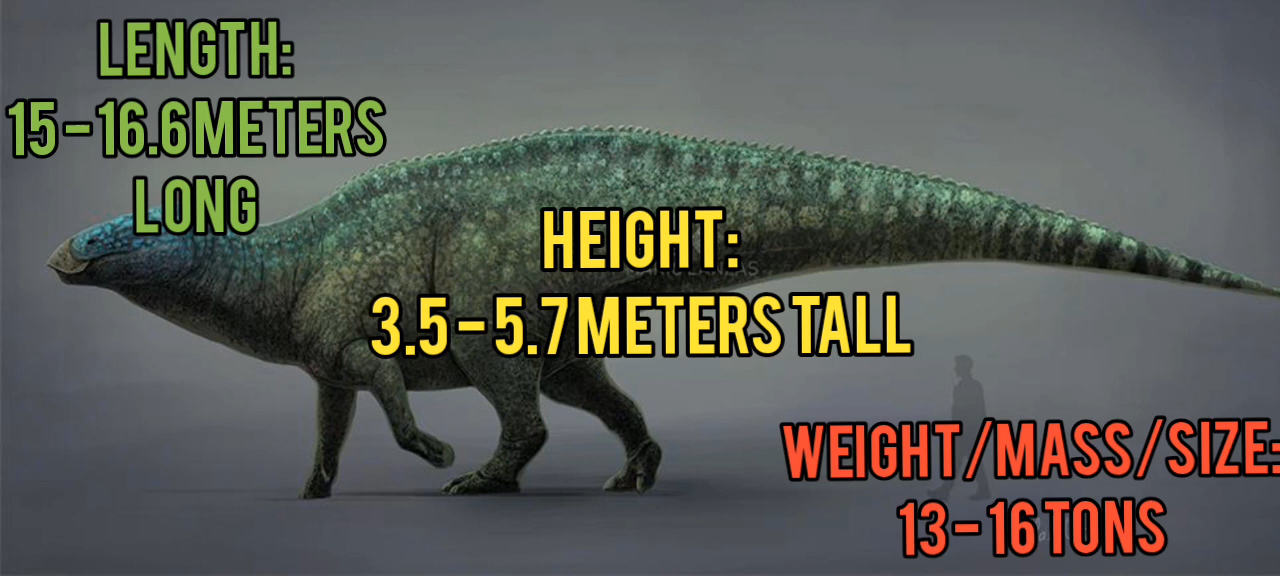 LENGTH:
15 – 16.6 METERS
LONG
HEIGHT:
3.5 – 5.7 METERS TALL
WEIGHT/MASS/SIZE:
13 – 16 TONS